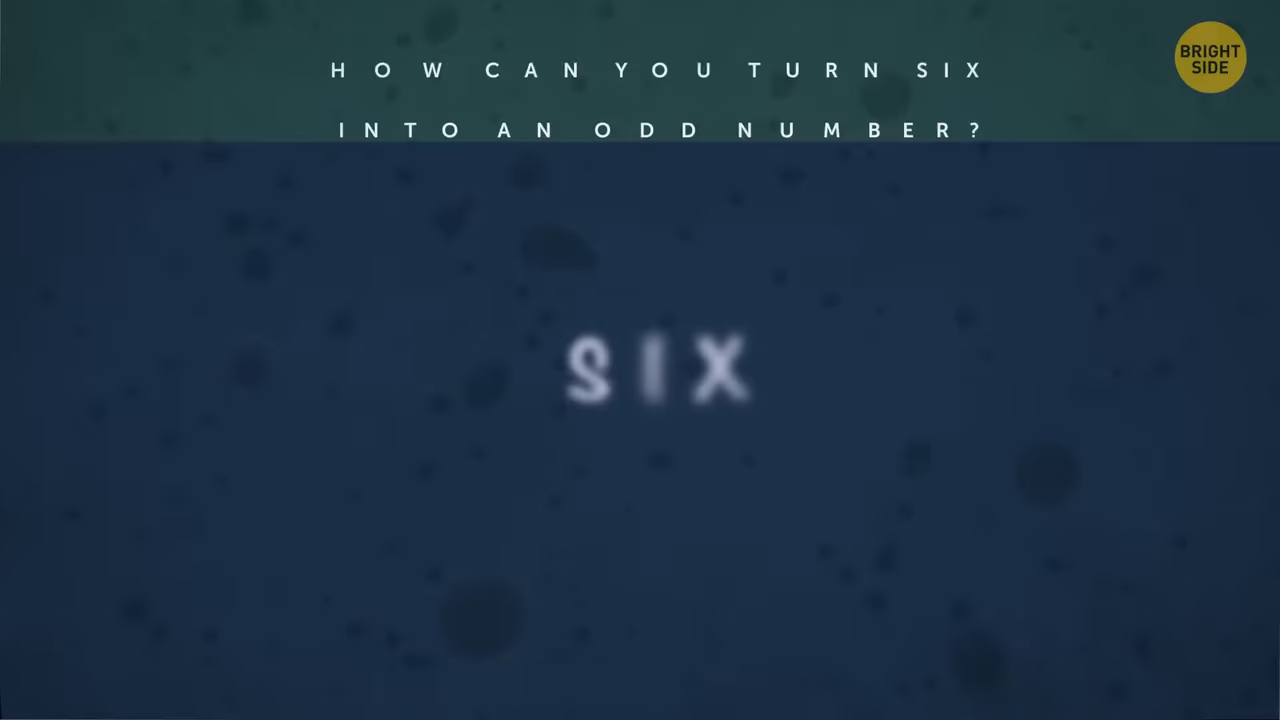 HOW CAN YOU TURN SIX
INTO AN ODD NUMBER?
BRIGHT
SIDE
SIX